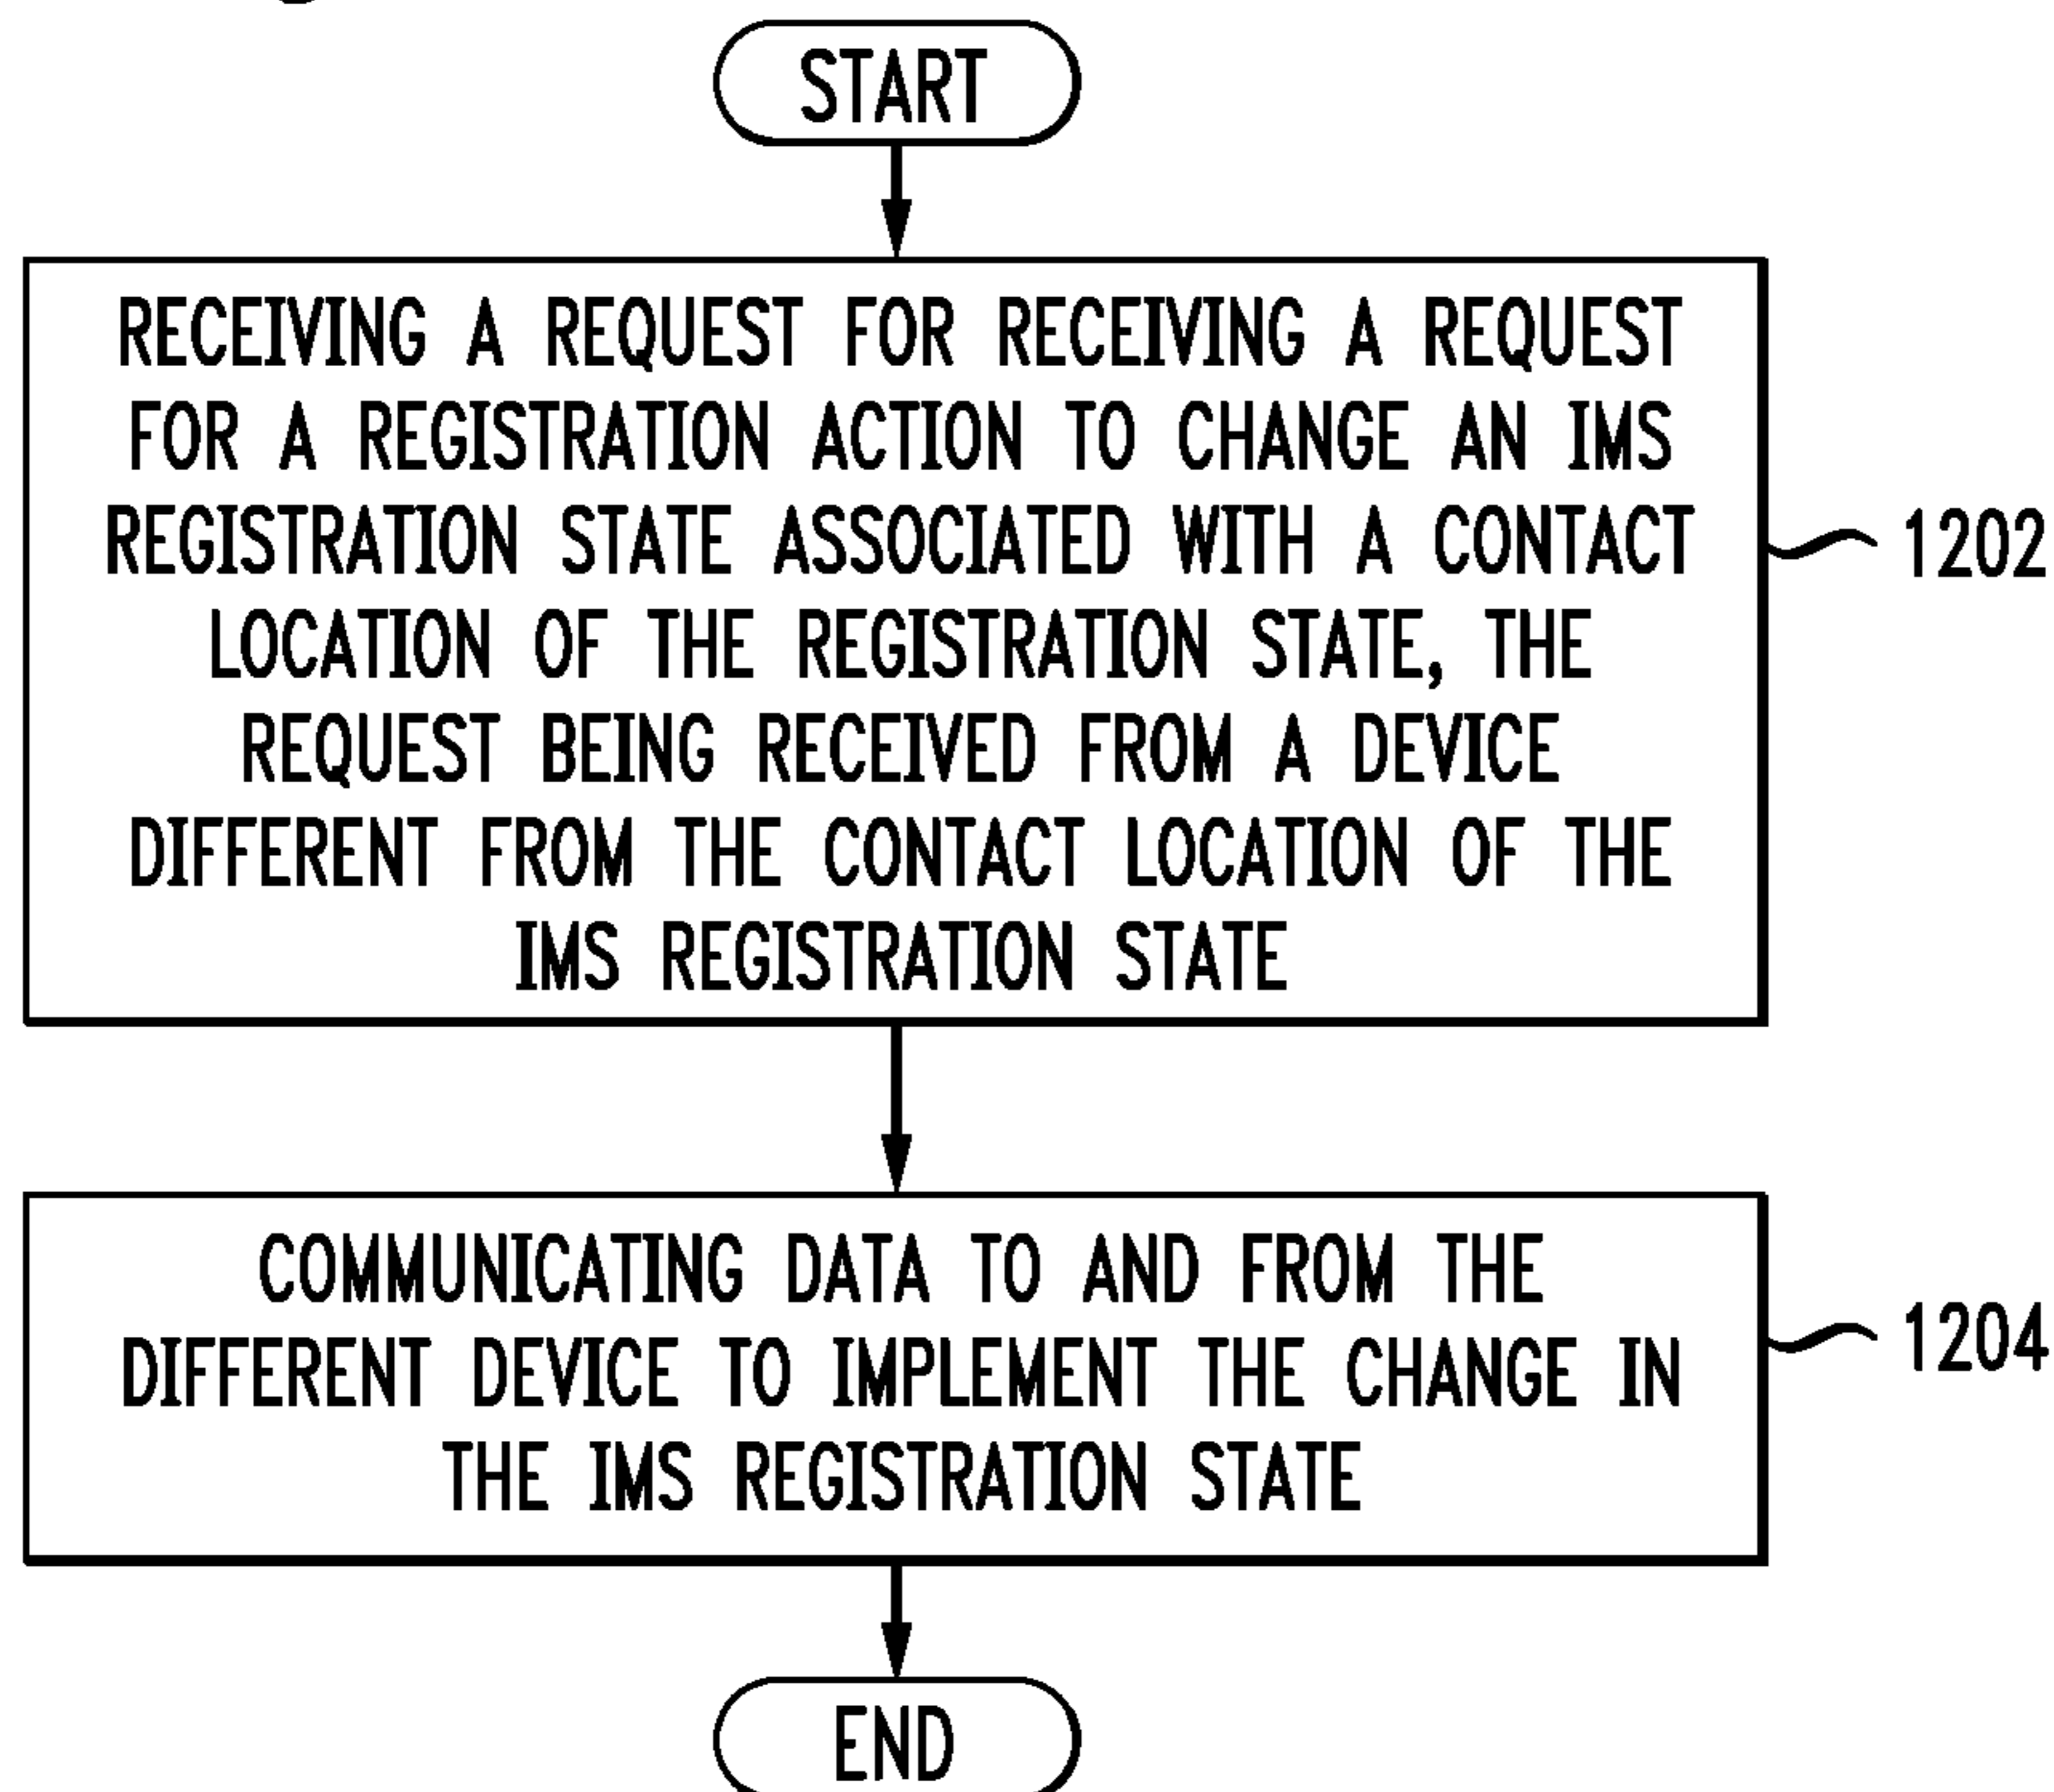 START
RECEIVING A REQUEST FOR RECEIVING A REQUEST
FOR A REGISTRATION ACTION TO CHANGE AN IMS
REGISTRATION STATE ASSOCIATED WITH A CONTACT
LOCATION OF THE REGISTRATION STATE, THE
REQUEST BEING RECEIVED FROM A DEVICE
DIFFERENT FROM THE CONTACT LOCATION OF THE
IMS REGISTRATION STATE
1202
COMMUNICATING DATA TO AND FROM THE
DIFFERENT DEVICE TO IMPLEMENT THE CHANGE IN
THE IMS REGISTRATION STATE
1204
END